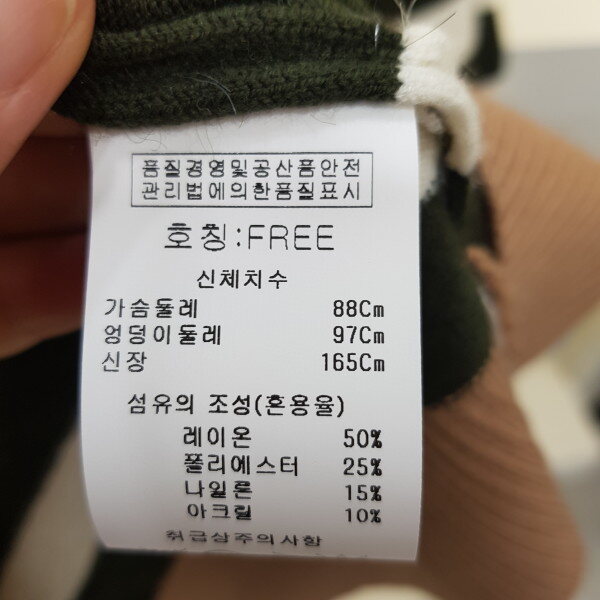 품질경영및공산품안전
관리법에의한품질표시
호칭:FREE
신체치수
가슴둘레 88Cm
엉덩이둘레 97Cm
신장 165Cm
섬유의 조성(혼용율)
레이온 50%
폴리에스터 25%
나일론 15%
아크릴 10%
취급상주의사항